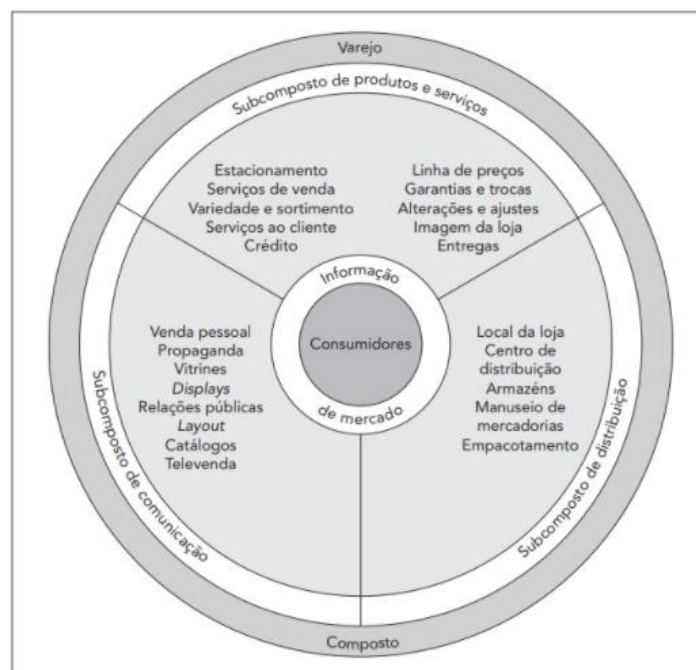 Varejo
Subcomposto de produtos e serviços
Estacionamento
Serviços de venda
Variedade e sortimento
Serviços ao cliente
Crédito
Linha de preços
Garantias e trocas
Alterações e ajustes
Imagem da loja
Entregas
Informação
Consumidores
de mercado
Venda pessoal
Propaganda
Vitrines
Displays
Relações públicas
Layout
Catálogos
Televenda
Subcomposto de comunicação
Local da loja
Centro de
distribuição
Armazéns
Manuseio de
mercadorias
Empacotamento
Subcomposto de distribuição
Composto